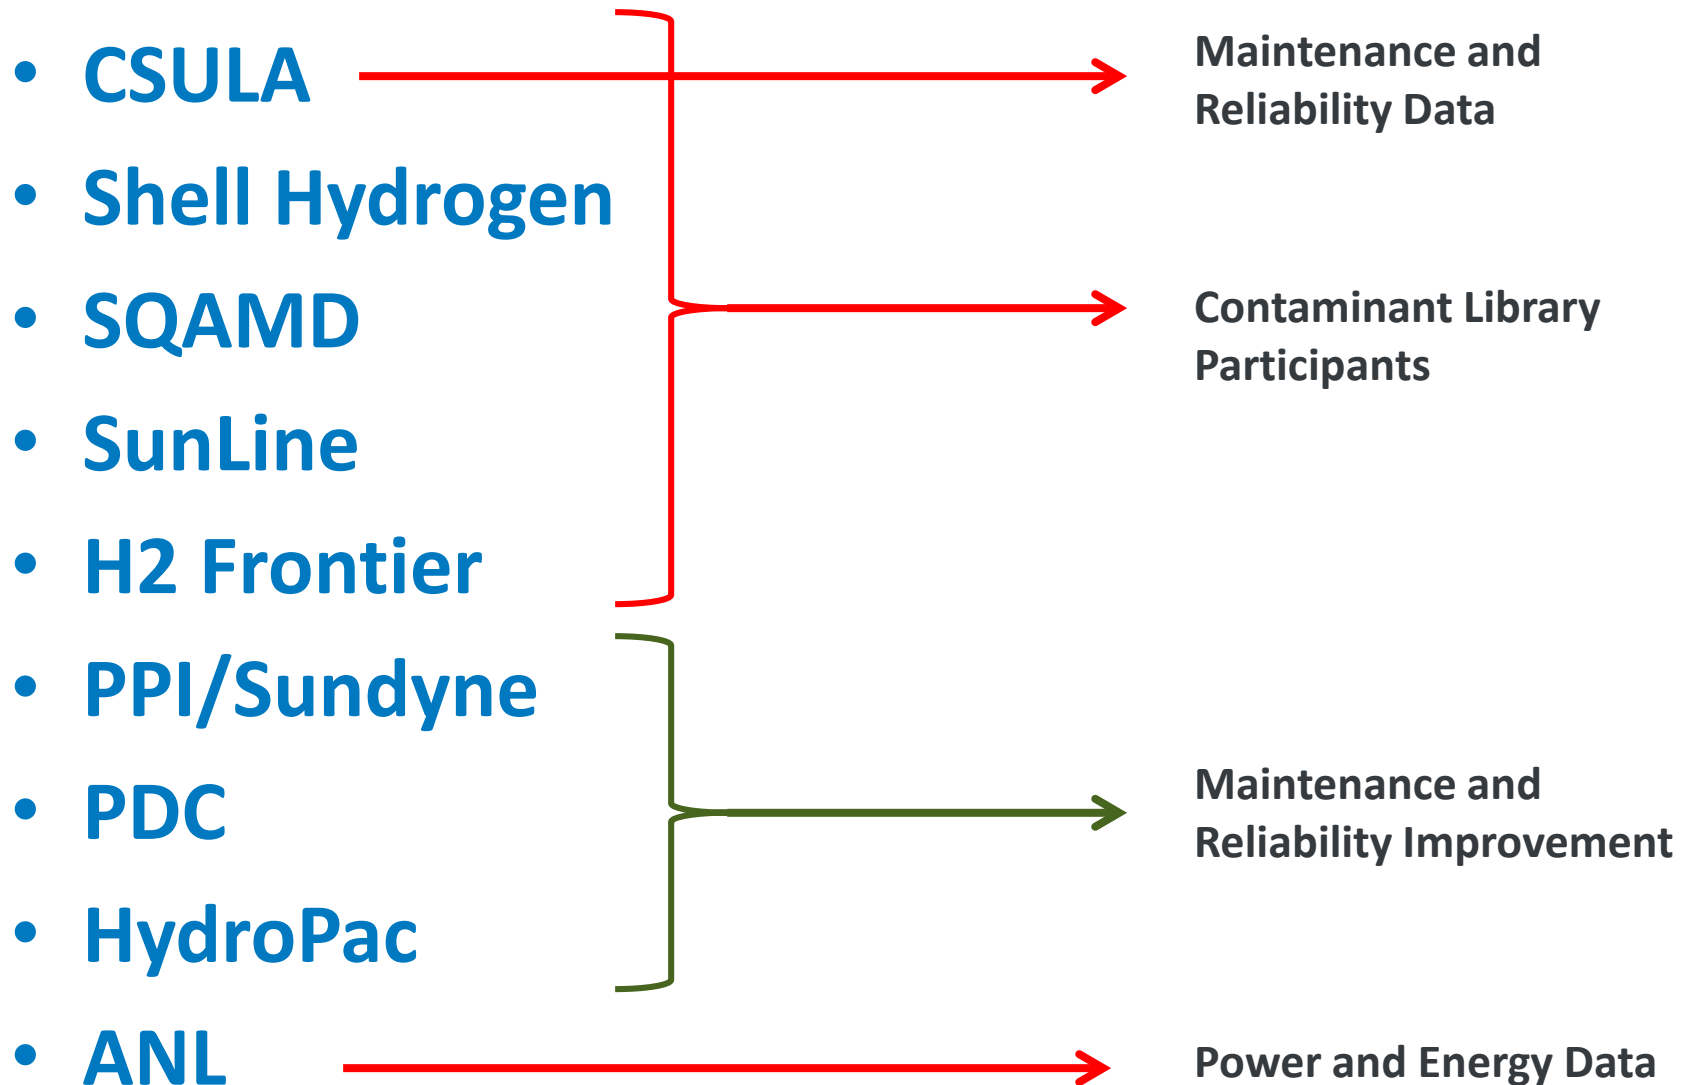 • CSULA
Maintenance and
Reliability Data
• Shell Hydrogen
• SQAMD
Contaminant Library
Participants
• SunLine
• H2 Frontier
• PPI/Sundyne
• PDC
Maintenance and
Reliability Improvement
• HydroPac
• ANL
Power and Energy Data